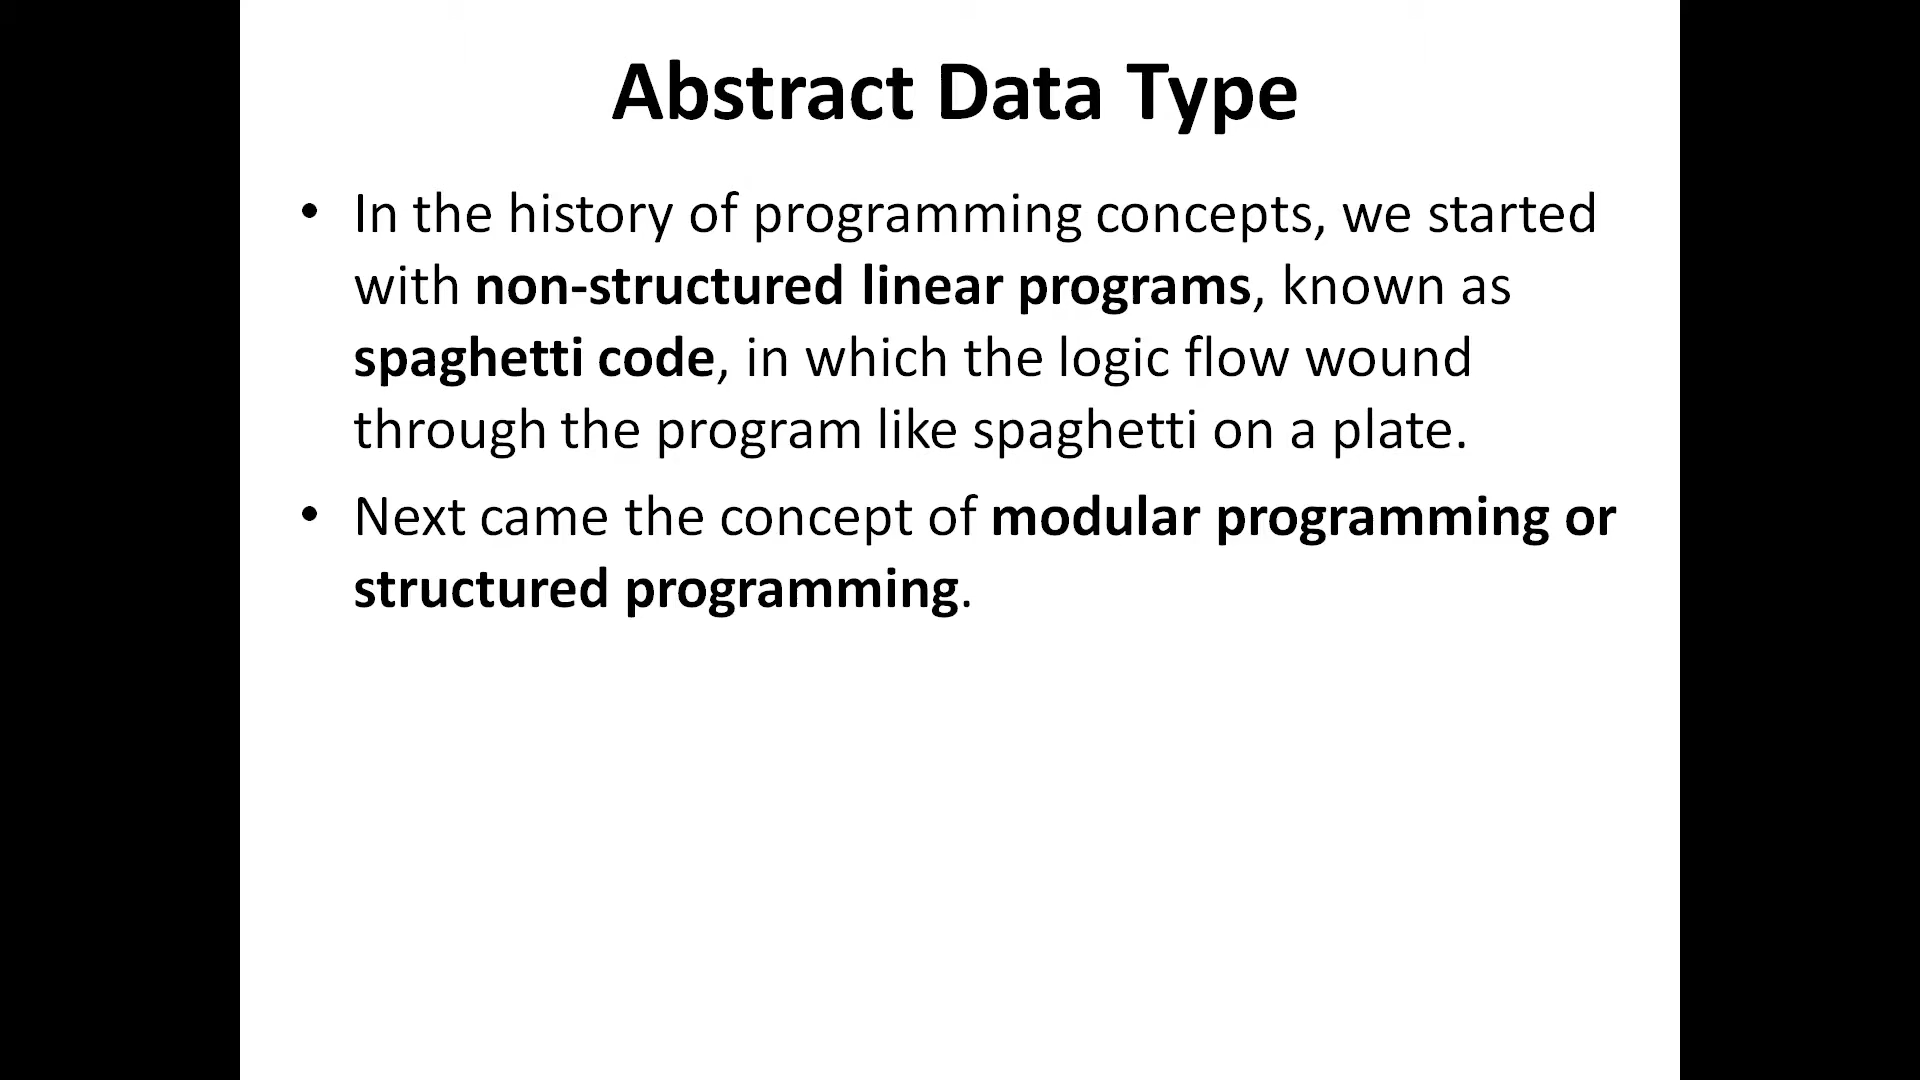 Abstract Data Type
• In the history of programming concepts, we started
with non-structured linear programs, known as
spaghetti code, in which the logic flow wound
through the program like spaghetti on a plate.
• Next came the concept of modular programming or
structured programming.